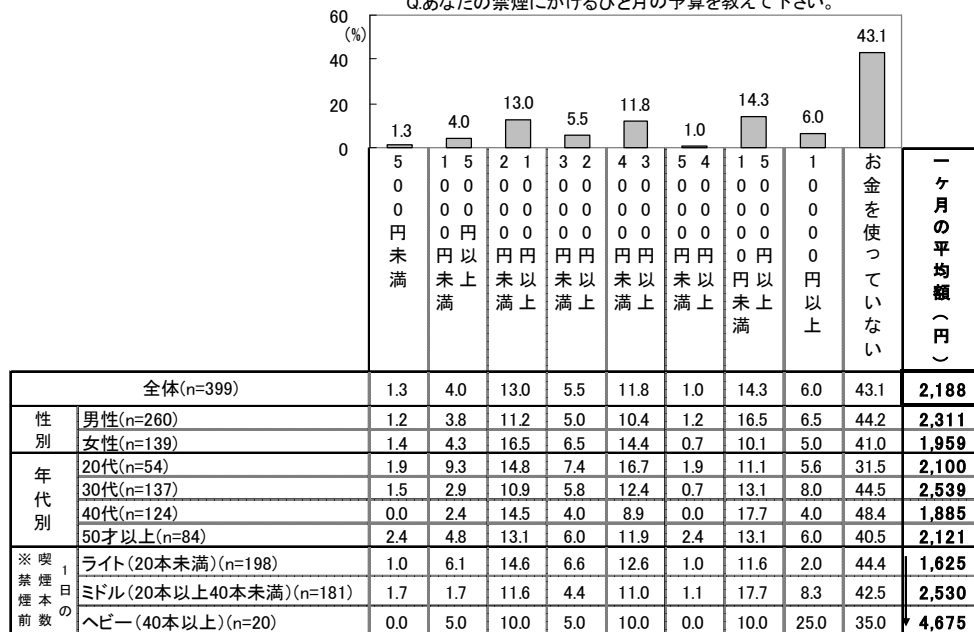 Q.あなたの禁煙にかけるひと月の予算を教えて下さい。
60
(%)
40
20
0
1.3
4.0
13.0
5.5
11.8
1.0
14.3
6.0
43.1
500円未満
500円以上
1000円未満
1000円以上
2000円未満
2000円以上
3000円未満
3000円以上
4000円未満
4000円以上
5000円未満
5000円以上
10000円未満
10000円以上
お金を使っていない
一ケ月の平均額(円)
全体(n=399) 1.3 4.0 13.0 5.5 11.8 1.0 14.3 6.0 43.1 2,188
性別
男性(n=260) 1.2 3.8 11.2 5.0 10.4 1.2 16.5 6.5 44.2 2,311
女性(n=139) 1.4 4.3 16.5 6.5 14.4 0.7 10.1 5.0 41.0 1,959
年代別
20代(n=54) 1.9 9.3 14.8 7.4 16.7 1.9 11.1 5.6 31.5 2,100
30代(n=137) 1.5 2.9 10.9 5.8 12.4 0.7 13.1 8.0 44.5 2,539
40代(n=124) 0.0 2.4 14.5 4.0 8.9 0.0 17.7 4.0 48.4 1,885
50才以上(n=84) 2.4 4.8 13.1 6.0 11.9 2.4 13.1 6.0 40.5 2,121
1日の
喫煙本数
※禁煙前
ライト(20本未満)(n=198) 1.0 6.1 14.6 6.6 12.6 1.0 11.6 2.0 44.4 1,625
ミドル(20本以上40本未満)(n=181) 1.7 1.7 11.6 4.4 11.0 1.1 17.7 8.3 42.5 2,530
ヘビー(40本以上)(n=20) 0.0 5.0 10.0 5.0 10.0 0.0 10.0 25.0 35.0 4,675